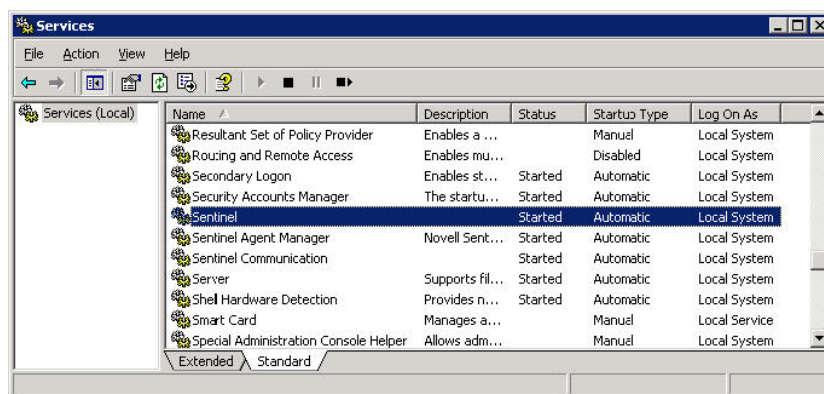 Services
File Action View Help
Services (Local)
Name Description Status Startup Type Log On As
Resultant Set of Policy Provider Enables a ... Manual Local System
Routing and Remote Access Enables mu... Disabled Local System
Secondary Logon Enables st... Started Automatic Local System
Security Accounts Manager The startu... Started Automatic Local System
Sentinel Started Automatic Local System
Sentinel Agent Manager Novell Sent... Started Automatic Local System
Sentinel Communication Started Automatic Local System
Server Supports fil... Started Automatic Local System
Shell Hardware Detection Provides n... Started Automatic Local System
Smart Card Manages a... Manual Local Service
Special Administration Console Helper Allows adm... Manual Local System
Extended Standard